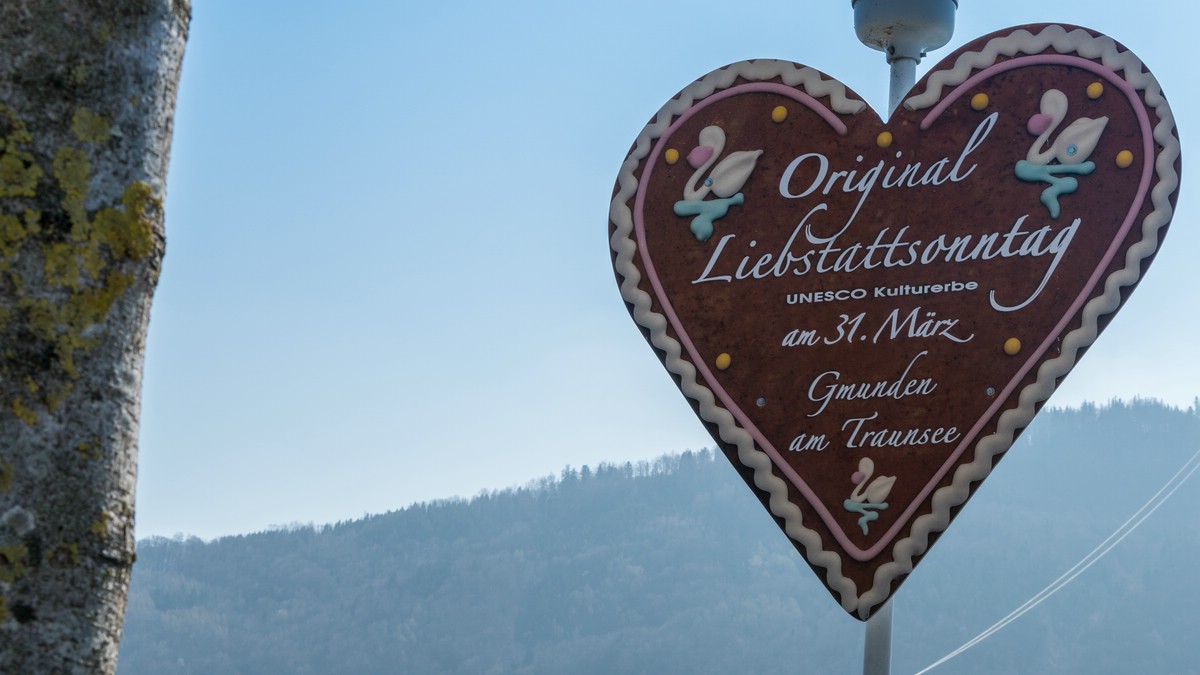 Original
Liebstattsonntag
UNESCO Kulturerbe
am 31. März
Gmunden
am Traunsee